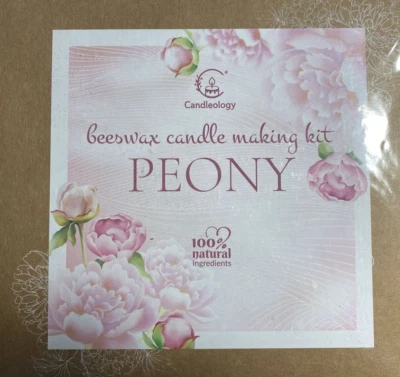 Candleology
beeswax candle making kit
PEONY
100%
natural
ingredients